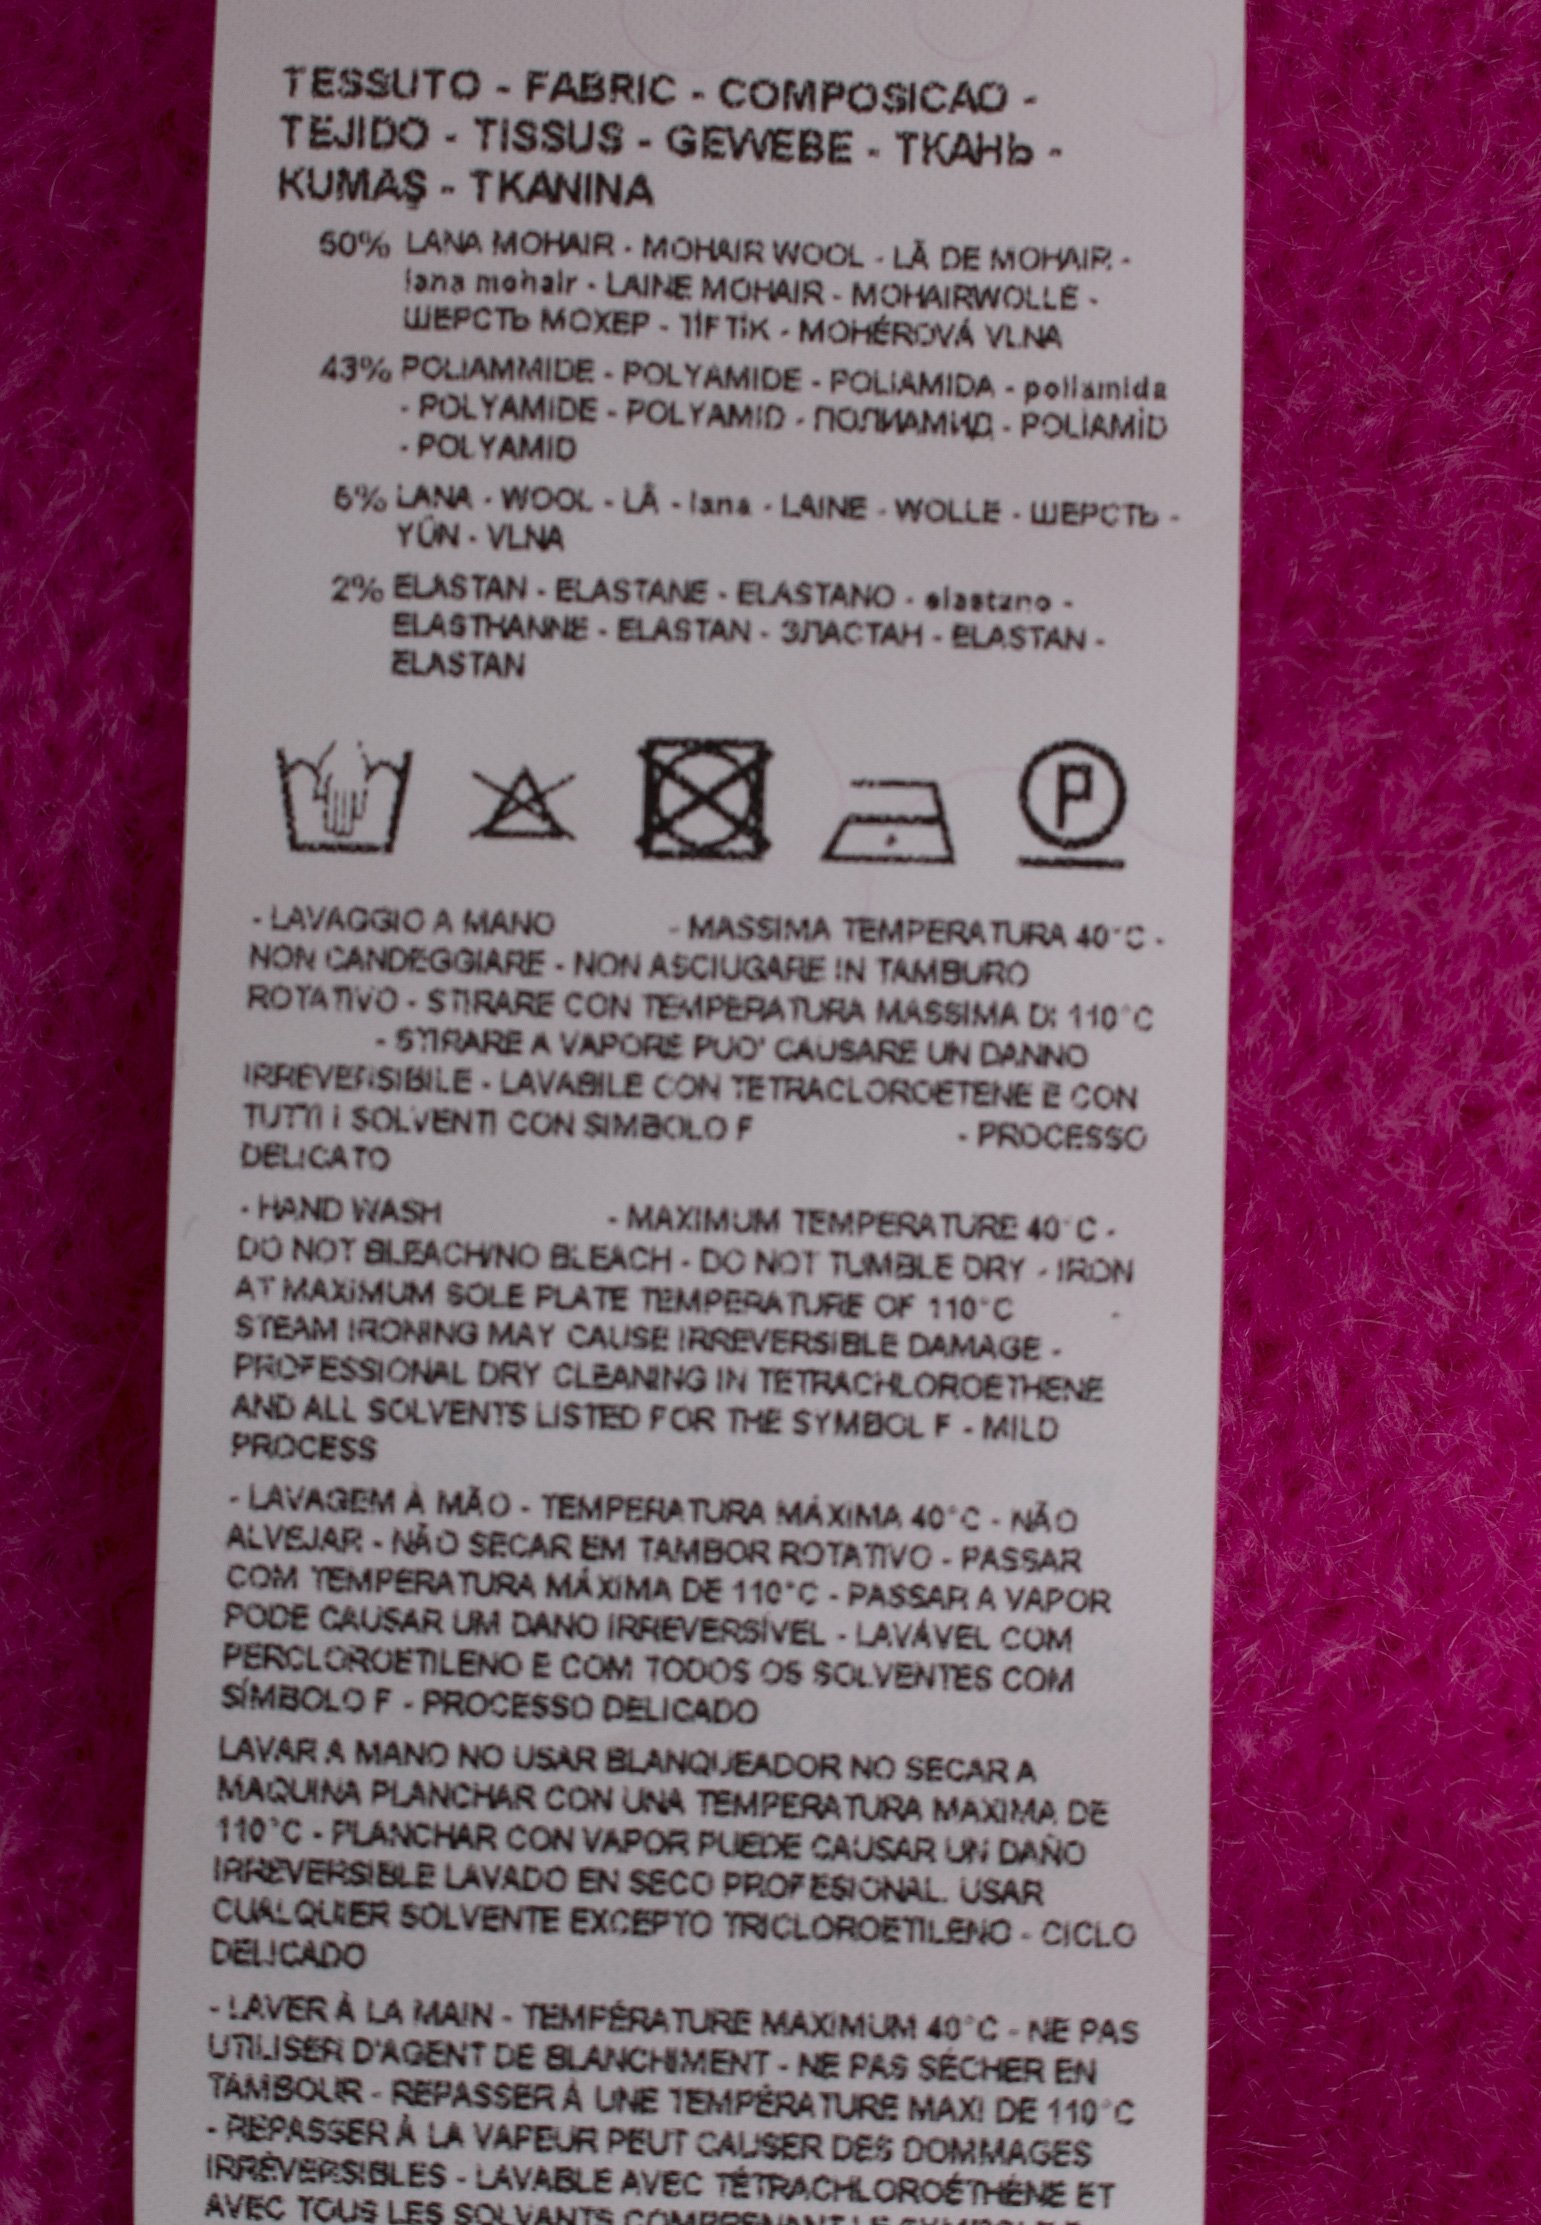 TESSUTO - FABRIC - COMPOSICAO -
TEJIDO - TISSUS - GEWEBE - ТКАНЬ -
KUMAŞ - TKANINA
50% LANA MOHAIR - MOHAIR WOOL - LÃ DE MOHAIR -
lana mohair - LAINE MOHAIR - MOHAIRWOLLE -
ШЕРСТЬ МОХЕР - TİFTİK - MOHÉROVÁ VLNA
43% POLIAMMIDE - POLYAMIDE - POLIAMIDA - poliamida
- POLYAMIDE - POLYAMID - ПОЛИАМИД - POLİAMİD
- POLYAMID
5% LANA - WOOL - LÃ - lana - LAINE - WOLLE - ШЕРСТЬ -
YÜN - VLNA
2% ELASTAN - ELASTANE - ELASTANO - elastano -
ELASTHANNE - ELASTAN - ЭЛАСТАН - ELASTAN -
ELASTAN
P
- LAVAGGIO A MANO - MASSIMA TEMPERATURA 40°C -
NON CANDEGGIARE - NON ASCIUGARE IN TAMBURO
ROTATIVO - STIRARE CON TEMPERATURA MASSIMA DI 110°C
- STIRARE A VAPORE PUO' CAUSARE UN DANNO
IRREVERSIBILE - LAVABILE CON TETRACLOROETENE E CON
TUTTI I SOLVENTI CON SIMBOLO F - PROCESSO
DELICATO
- HAND WASH - MAXIMUM TEMPERATURE 40°C -
DO NOT BLEACH/NO BLEACH - DO NOT TUMBLE DRY - IRON
AT MAXIMUM SOLE PLATE TEMPERATURE OF 110°C -
STEAM IRONING MAY CAUSE IRREVERSIBLE DAMAGE -
PROFESSIONAL DRY CLEANING IN TETRACHLOROETHENE
AND ALL SOLVENTS LISTED FOR THE SYMBOL F - MILD
PROCESS
- LAVAGEM À MÃO - TEMPERATURA MÁXIMA 40°C - NÃO
ALVEJAR - NÃO SECAR EM TAMBOR ROTATIVO - PASSAR
COM TEMPERATURA MÁXIMA DE 110°C - PASSAR A VAPOR
PODE CAUSAR UM DANO IRREVERSÍVEL - LAVÁVEL COM
PERCLOROETILENO E COM TODOS OS SOLVENTES COM
SÍMBOLO F - PROCESSO DELICADO
LAVAR A MANO NO USAR BLANQUEADOR NO SECAR A
MAQUINA PLANCHAR CON UNA TEMPERATURA MAXIMA DE
110°C - PLANCHAR CON VAPOR PUEDE CAUSAR UN DAÑO
IRREVERSIBLE LAVADO EN SECO PROFESIONAL. USAR
CUALQUIER SOLVENTE EXCEPTO TRICLOROETILENO - CICLO
DELICADO
- LAVER À LA MAIN - TEMPÉRATURE MAXIMUM 40°C - NE PAS
UTILISER D'AGENT DE BLANCHIMENT - NE PAS SÉCHER EN
TAMBOUR - REPASSER À UNE TEMPÉRATURE MAXI DE 110°C
- REPASSER À LA VAPEUR PEUT CAUSER DES DOMMAGES
IRRÉVERSIBLES - LAVABLE AVEC TÉTRACHLOROÉTHÈNE ET
AVEC TOUS LES SOLVANTS COMPRENANT LE